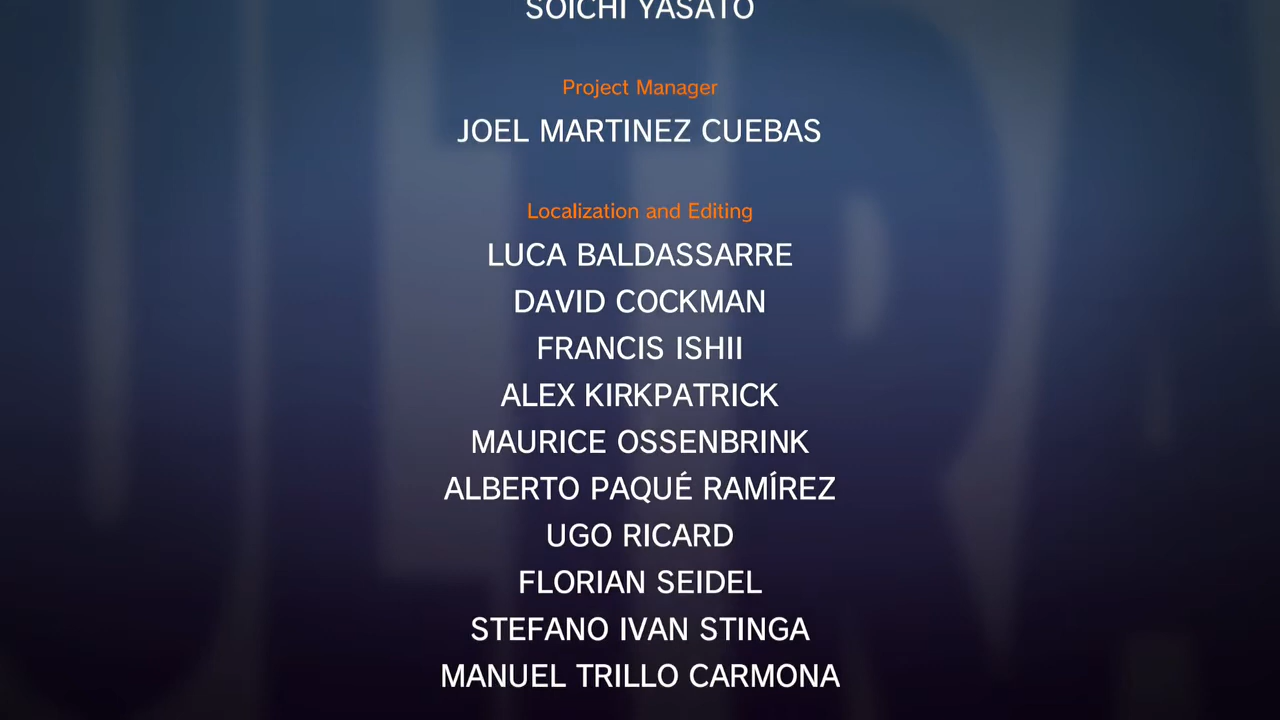 SOICHI YASATO
Project Manager
JOEL MARTINEZ CUEBAS
Localization and Editing
LUCA BALDASSARRE
DAVID COCKMAN
FRANCIS ISHII
ALEX KIRKPATRICK
MAURICE OSSENBRINK
ALBERTO PAQUÉ RAMÍREZ
UGO RICARD
FLORIAN SEIDEL
STEFANO IVAN STINGA
MANUEL TRILLO CARMONA